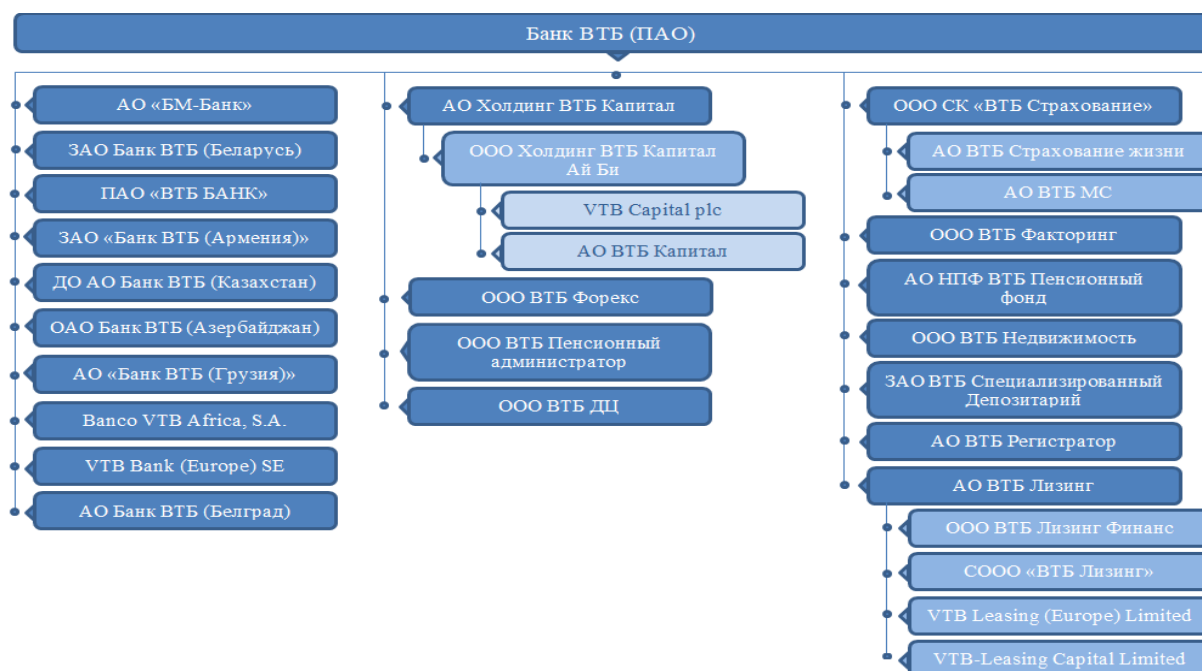 Банк ВТБ (ПАО)
АО «БМ-Банк»
ЗАО Банк ВТБ (Беларусь)
ПАО «ВТБ БАНК»
ЗАО «Банк ВТБ (Армения)»
ДО АО Банк ВТБ (Казахстан)
ОАО Банк ВТБ (Азербайджан)
АО «Банк ВТБ (Грузия)»
Banco VTB Africa, S.A.
VTB Bank (Europe) SE
АО Банк ВТБ (Белград)
АО Холдинг ВТБ Капитал
ООО Холдинг ВТБ Капитал
Ай Би
VTB Capital plc
АО ВТБ Капитал
ООО ВТБ Форекс
ООО ВТБ Пенсионный
администратор
ООО ВТБ ДЦ
ООО СК «ВТБ Страхование»
АО ВТБ Страхование жизни
АО ВТБ МС
ООО ВТБ Факторинг
АО НПФ ВТБ Пенсионный
фонд
ООО ВТБ Недвижимость
ЗАО ВТБ Специализированный
Депозитарий
АО ВТБ Регистратор
АО ВТБ Лизинг
ООО ВТБ Лизинг Финанс
СООО «ВТБ Лизинг»
VTB Leasing (Europe) Limited
VTB-Leasing Capital Limited